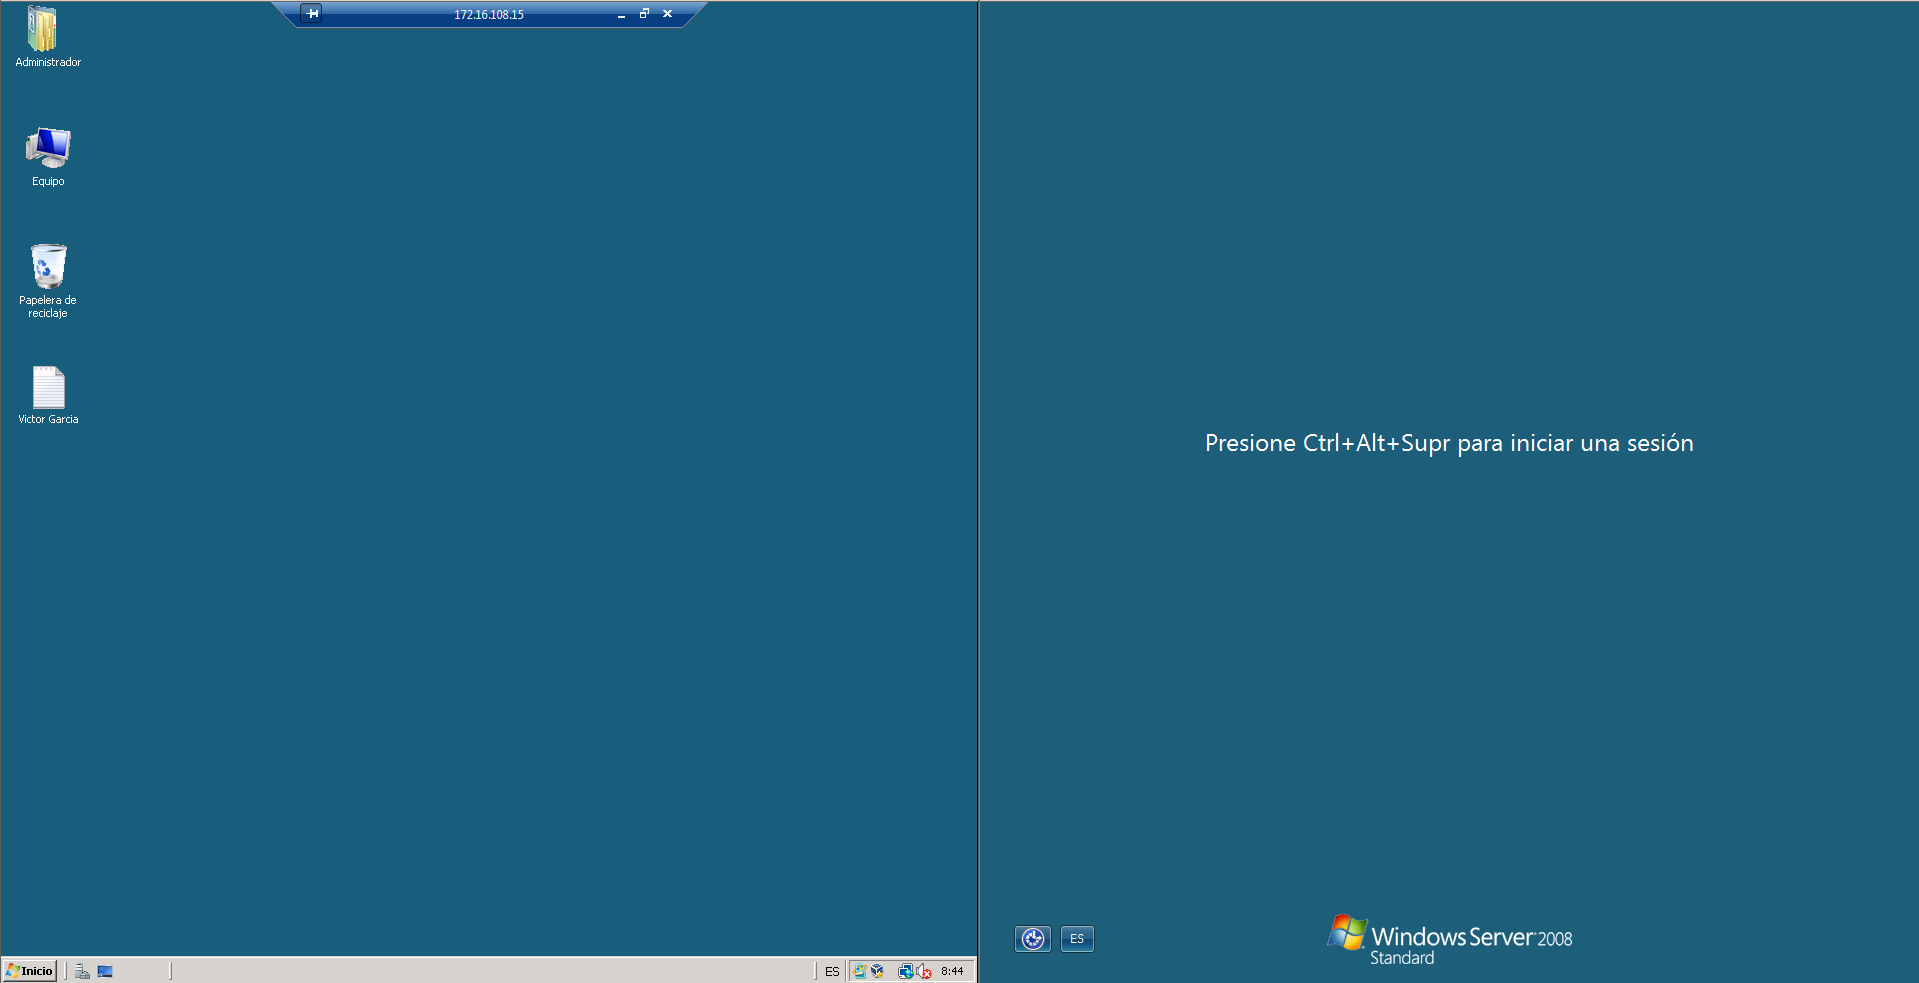 172.16.108.15
Administrador
Equipo
Papelera de
reciclaje
Victor Garcia
Inicio
ES
8:44
Presione Ctrl+Alt+Supr para iniciar una sesión
ES
Windows Server 2008
Standard